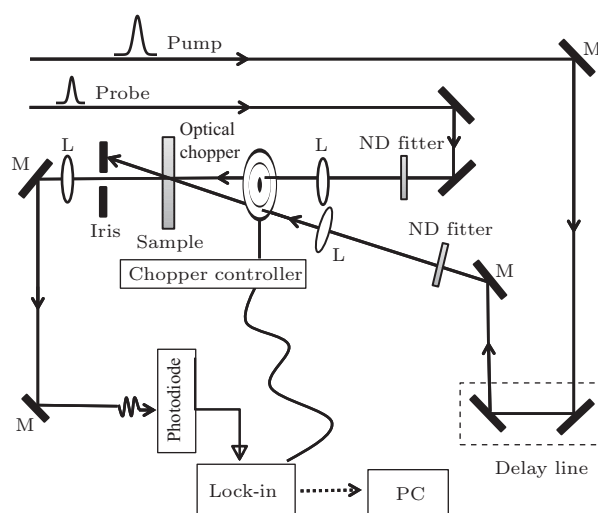 Pump
M
Probe
Optical
chopper
L
ND fitter
M
L
Iris
Sample
L
ND fitter
M
Chopper controller
M
Photodiode
Delay line
Lock-in
PC